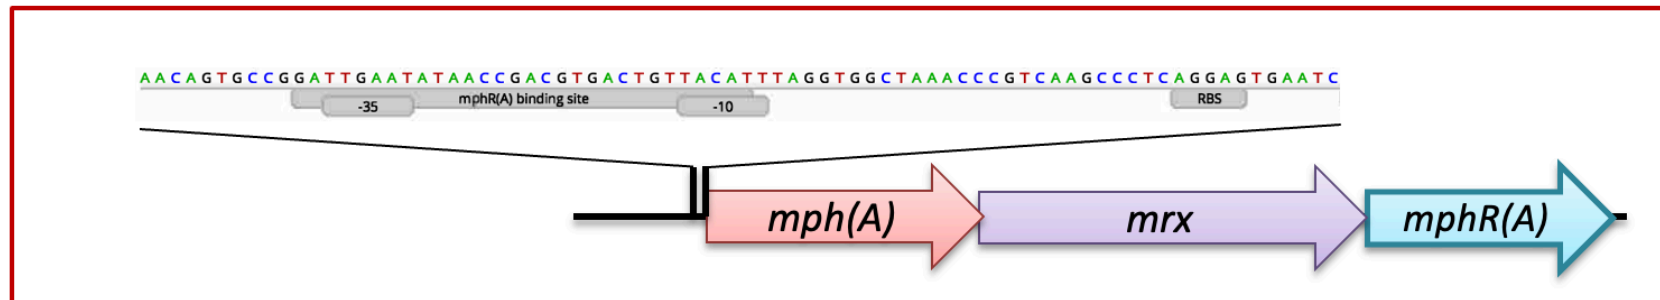 AACAGTGCCGGATTGAATATAACCGACGTGACTGTTACATTTAGGTGGCTAAACCCGTCAAGCCCTCAGGAGTGAATC
-35 mphR(A) binding site -10 RBS
mph(A) mrx mphR(A)